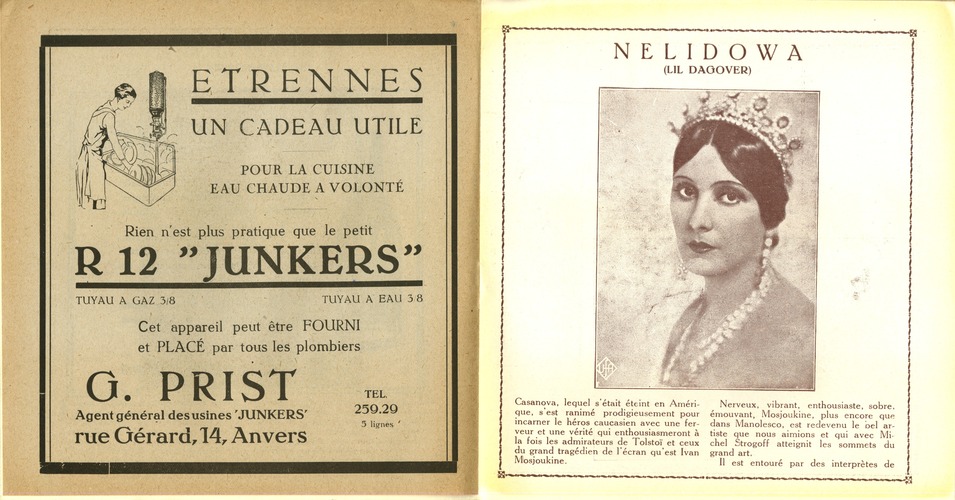 ETRENNES
UN CADEAU UTILE
POUR LA CUISINE
EAU CHAUDE A VOLONTÉ
Rien n'est plus pratique que le petit
R 12 ”JUNKERS”
TUYAU A GAZ 3/8
TUYAU A EAU 3 8
Cet appareil peut être FOURNI
et PLACÉ par tous les plombiers
G. PRIST
Agent général des usines 'JUNKERS'
rue Gérard, 14, Anvers
TEL.
259.29
3 lignes
NELIDOWA
(LIL DAGOVER)
UFA
Casanova, lequel s'était éteint en Améri-
que, s'est ranimé prodigieusement pour
incarner le héros caucasien avec une fer-
veur et une vérité qui enthousiasmeront à
la fois les admirateurs de Tolstoï et ceux
du grand tragédien de l'écran qu'est Ivan
Mosjoukine.
Nerveux, vibrant, enthousiaste, sobre,
émouvant, Mosjoukine, plus encore que
dans Manolesco, est redevenu le bel ar-
tiste que nous aimions et qui avec Mi-
chel Strogoff atteignit les sommets du
grand art.
Il est entouré par des interprètes de